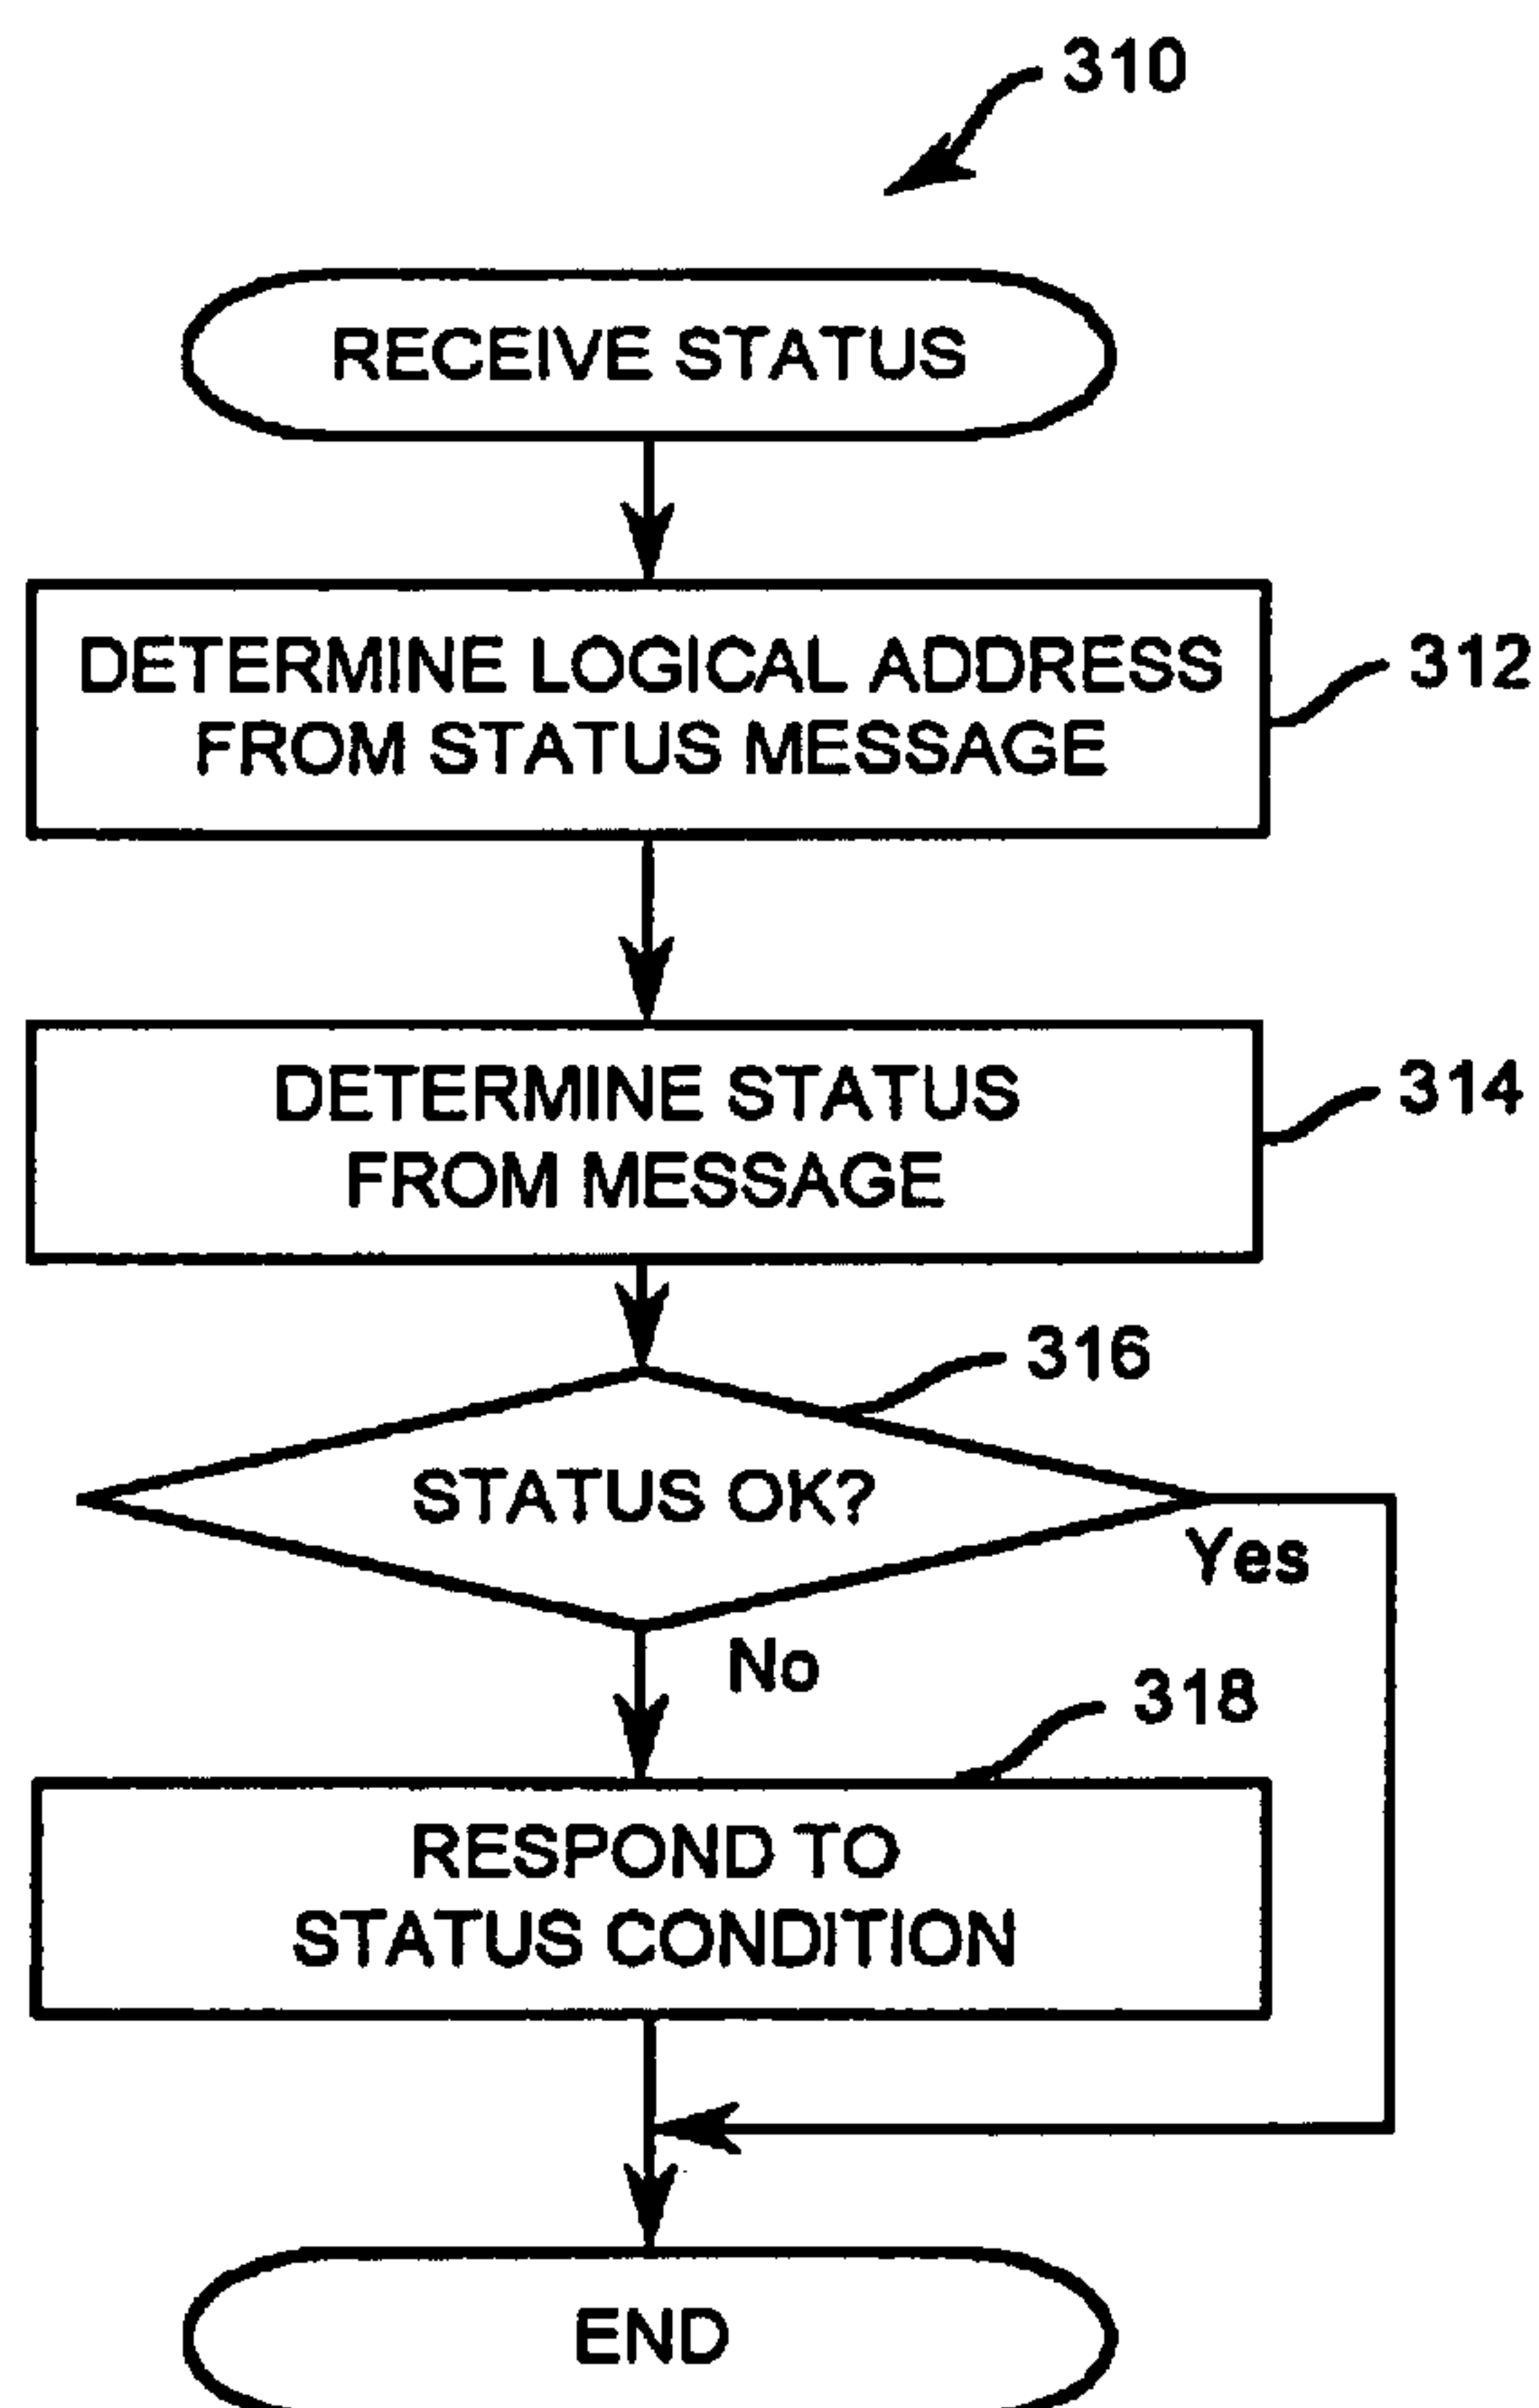 310
RECEIVE STATUS
DETERMINE LOGICAL ADDRESS
FROM STATUS MESSAGE
312
DETERMINE STATUS
FROM MESSAGE
314
316
STATUS OK?
Yes
No
318
RESPOND TO
STATUS CONDITION
END